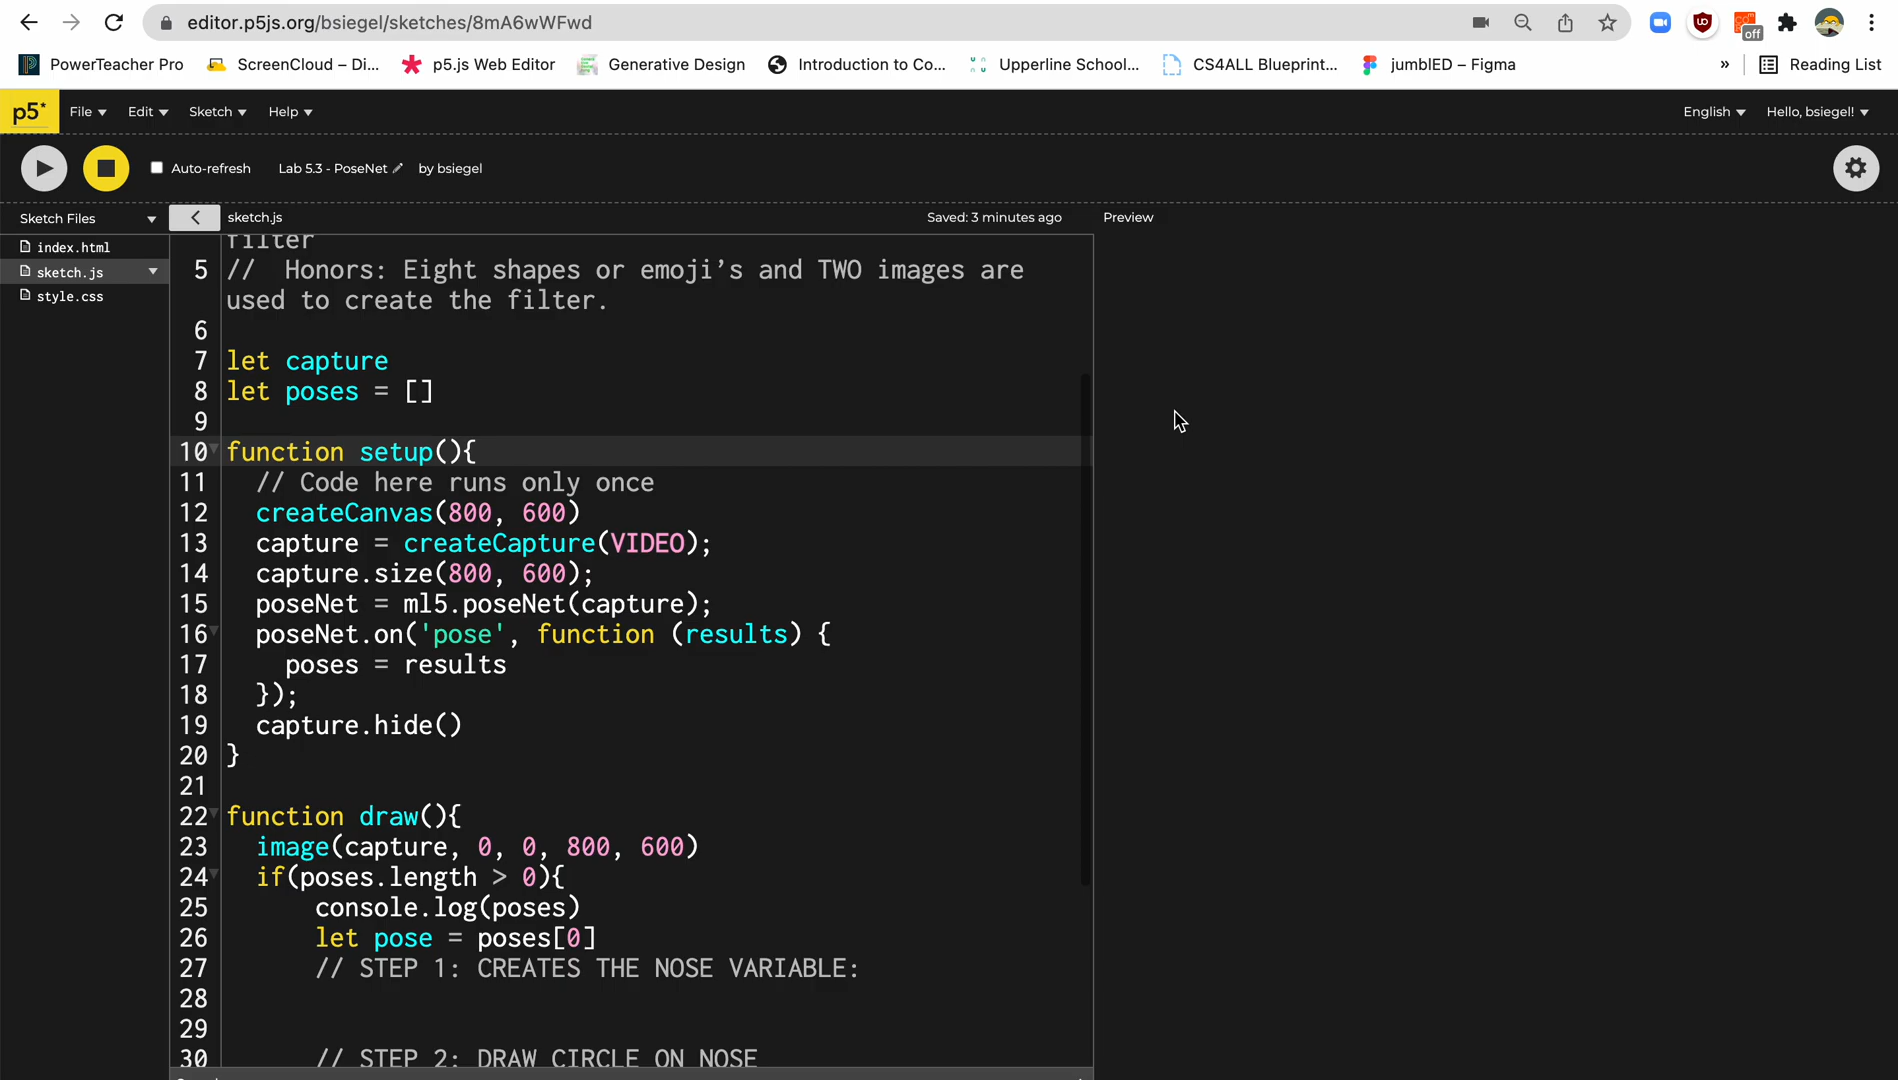 editor.p5js.org/bsiegel/sketches/8mA6wWFwd
off
PowerTeacher Pro
ScreenCloud – Di...
p5.js Web Editor
Generative Design
Introduction to Co...
Upperline School...
CS4ALL Blueprint...
jumblED – Figma
»
Reading List
p5*
File
Edit
Sketch
Help
English
Hello, bsiegel!
Auto-refresh
Lab 5.3 - PoseNet
by bsiegel
Sketch Files
sketch.js
Saved: 3 minutes ago
Preview
index.html
sketch.js
style.css
filter
5 //  Honors: Eight shapes or emoji’s and TWO images are
used to create the filter.
6
7 let capture
8 let poses = []
9
10 function setup(){
11   // Code here runs only once
12   createCanvas(800, 600)
13   capture = createCapture(VIDEO);
14   capture.size(800, 600);
15   poseNet = ml5.poseNet(capture);
16   poseNet.on('pose', function (results) {
17     poses = results
18   });
19   capture.hide()
20 }
21
22 function draw(){
23   image(capture, 0, 0, 800, 600)
24   if(poses.length > 0){
25       console.log(poses)
26       let pose = poses[0]
27       // STEP 1: CREATES THE NOSE VARIABLE:
28
29
30       // STEP 2: DRAW CIRCLE ON NOSE